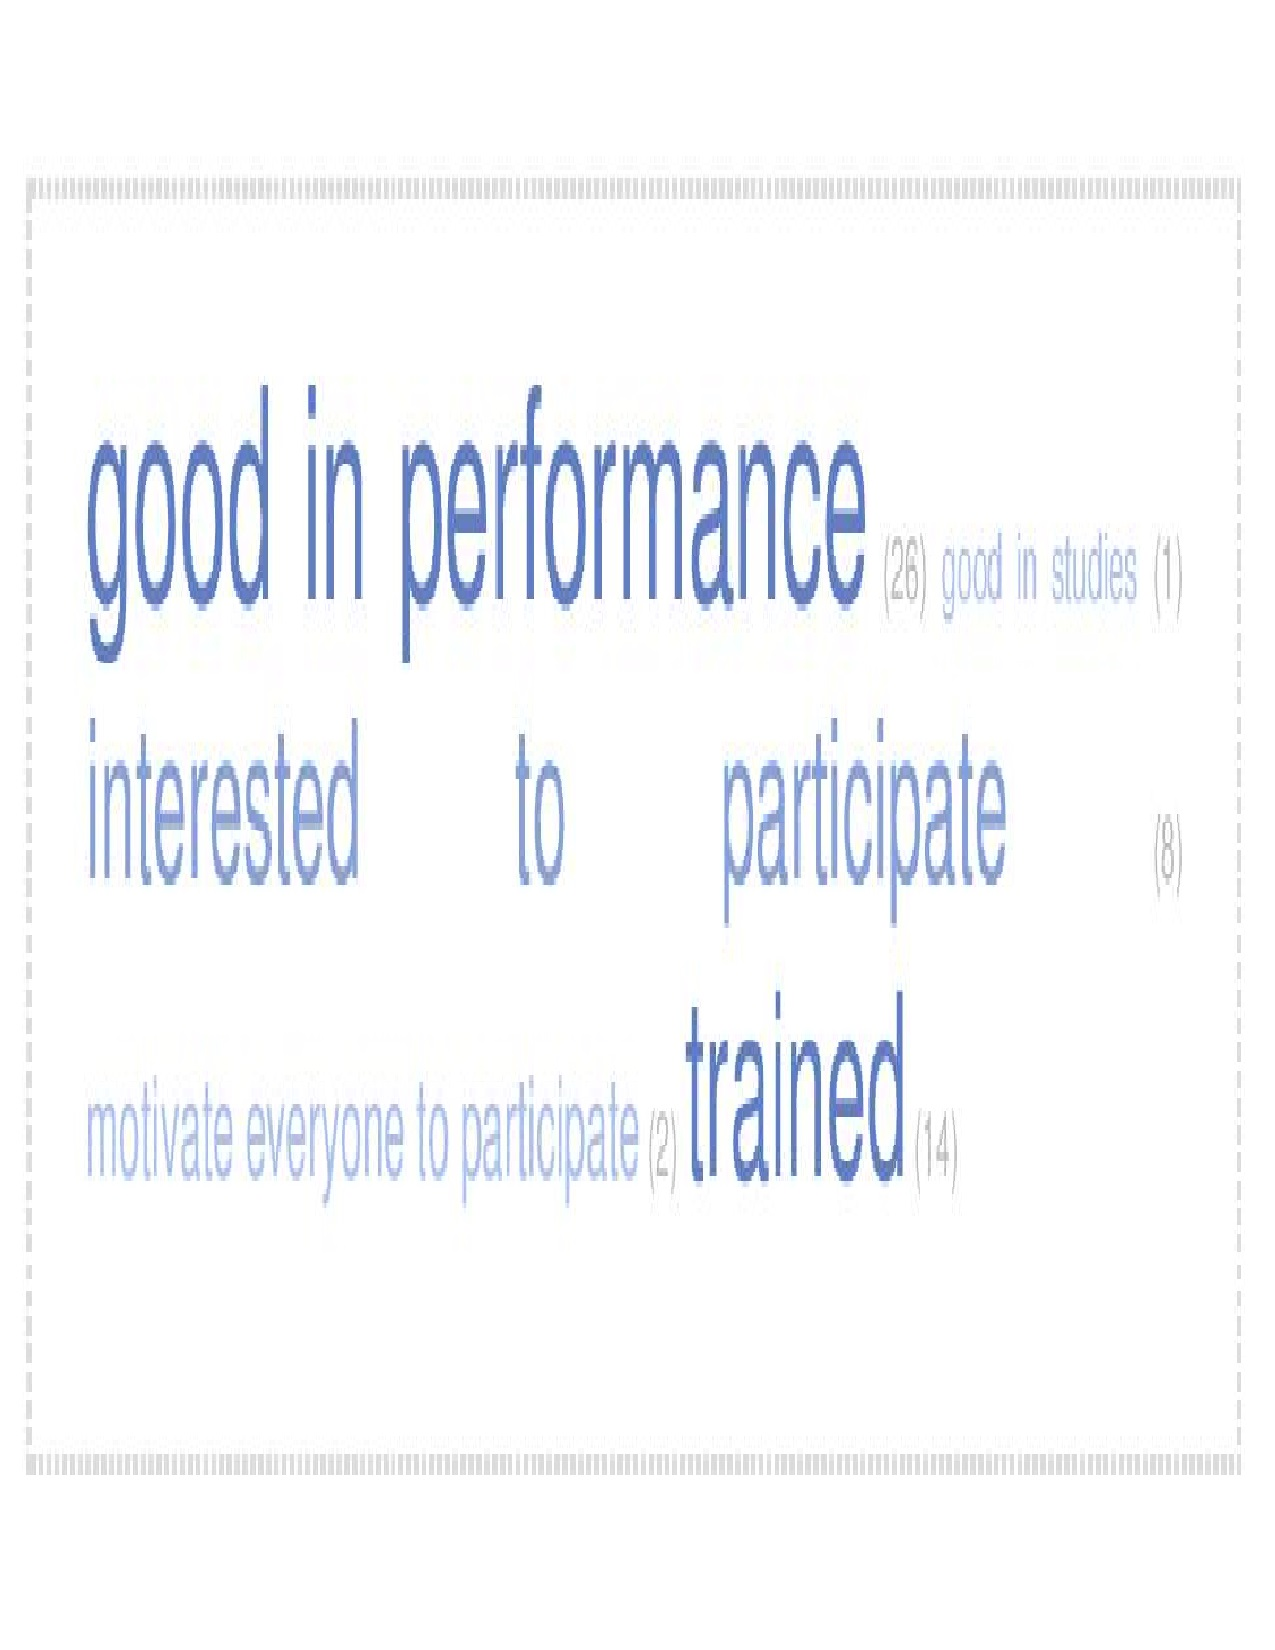 good in performance (26) good in studies (1)
interested to participate (8)
motivate everyone to participate (2) trained (14)